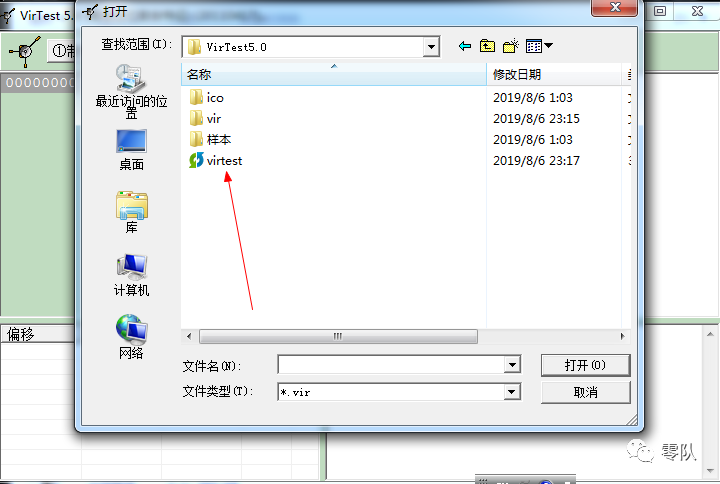 VirTest 5.
打开
查找范围(I):
VirTest5.0
①制
00000000
名称
修改日期
最近访问的位置
ico
2019/8/6 1:03
vir
2019/8/6 23:15
样本
2019/8/6 1:03
virtest
2019/8/6 23:17
桌面
库
计算机
网络
偏移
文件名(N):
打开(O)
文件类型(T):
*.vir
取消
零队